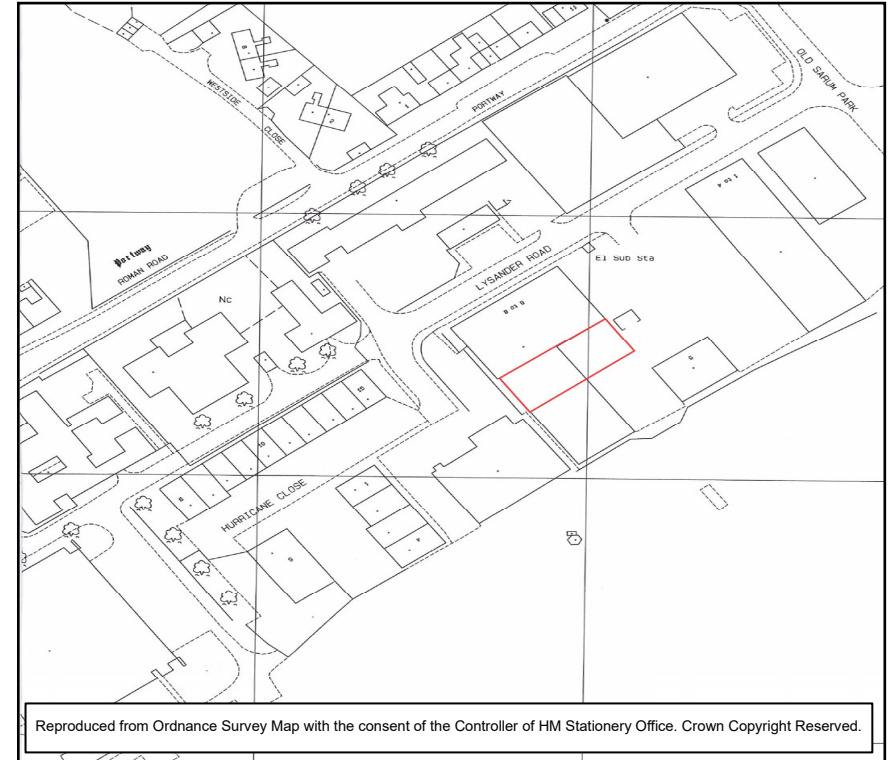 OLD SARUM PARK
WESTSIDE
CLOSE
PORTWAY
Portway
ROMAN ROAD
LYSANDER ROAD
El Sub Sta
Nc
HURRICANE CLOSE
Reproduced from Ordnance Survey Map with the consent of the Controller of HM Stationery Office. Crown Copyright Reserved.